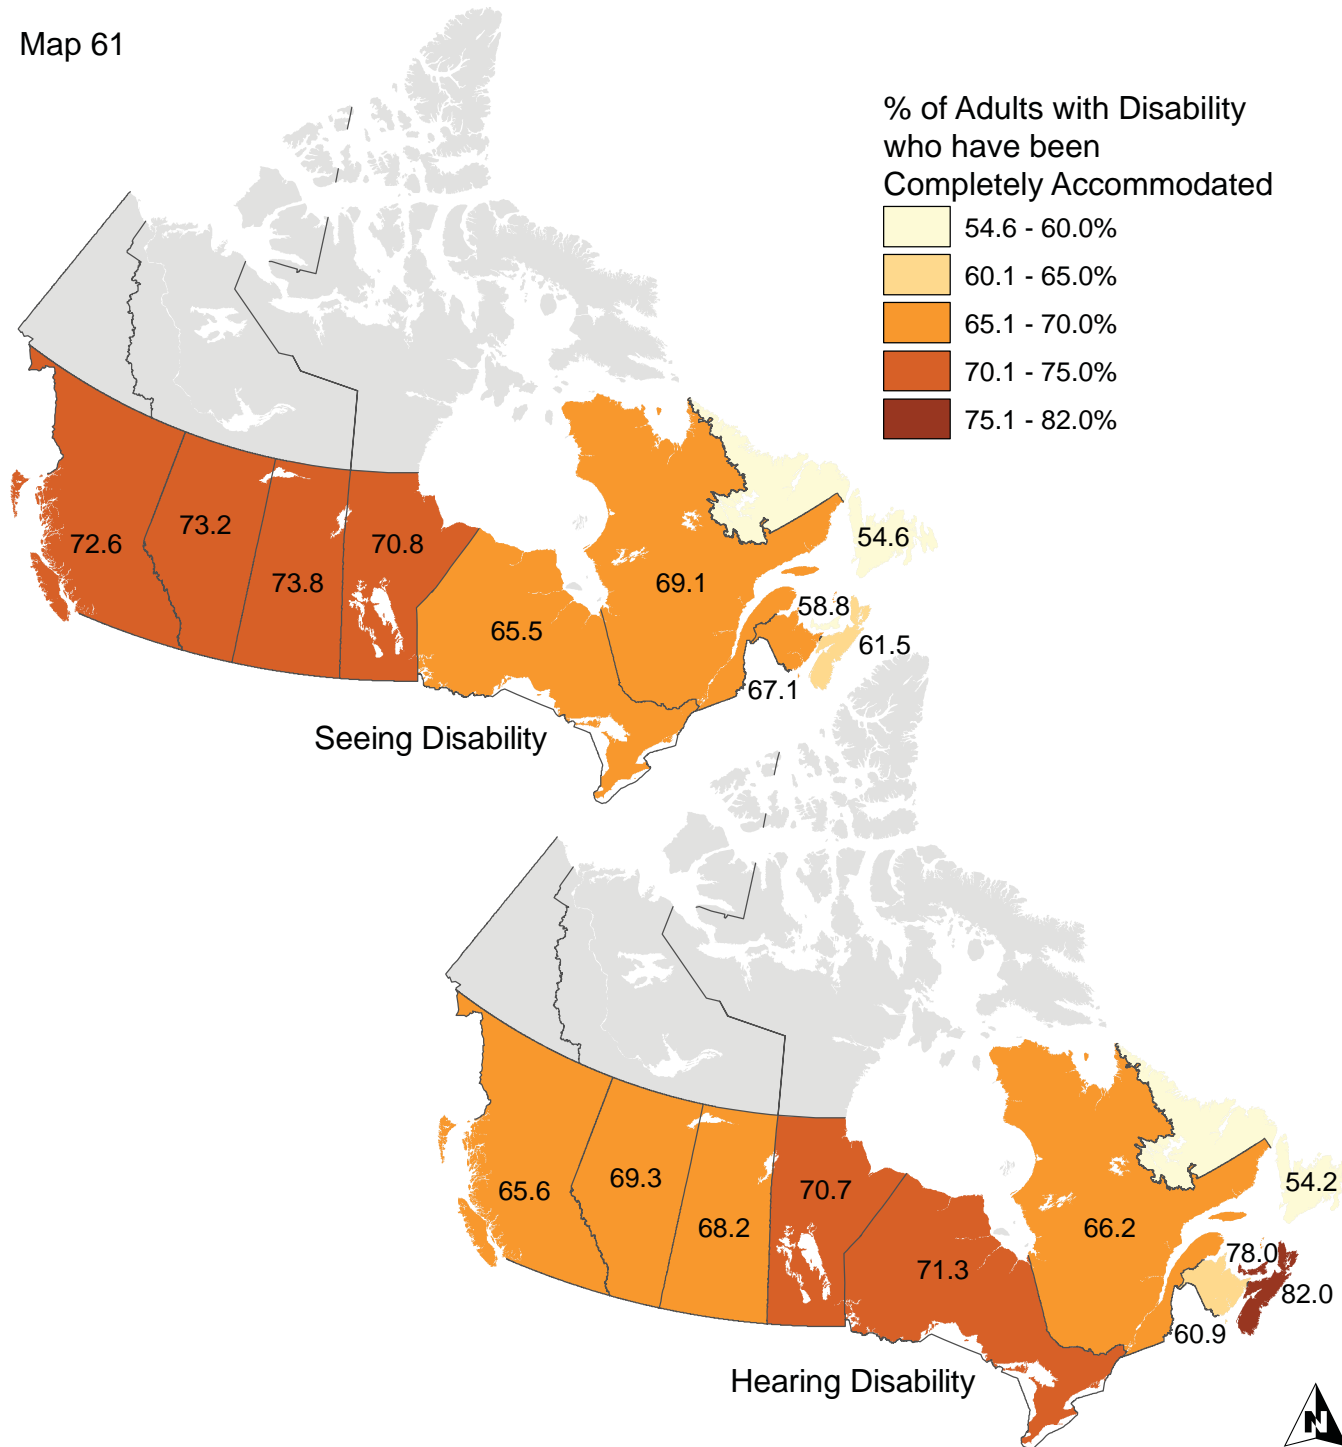 Map 61
% of Adults with Disability
who have been
Completely Accommodated
54.6 - 60.0%
60.1 - 65.0%
65.1 - 70.0%
70.1 - 75.0%
75.1 - 82.0%
72.6
73.2
73.8
70.8
65.5
69.1
54.6
58.8
61.5
67.1
Seeing Disability
65.6
69.3
68.2
70.7
71.3
66.2
54.2
78.0
82.0
60.9
Hearing Disability
N